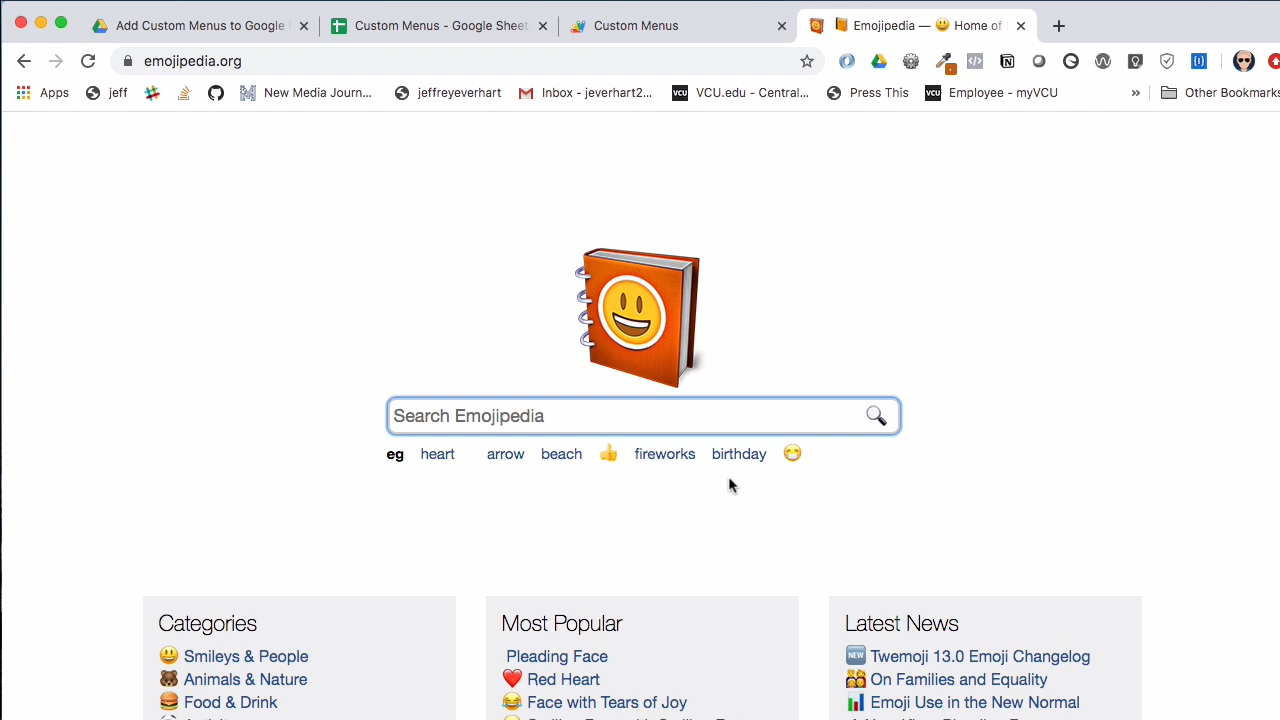 Add Custom Menus to Google
Custom Menus - Google Sheet
Custom Menus
Emojipedia — 😃 Home of
emojipedia.org
Apps
jeff
New Media Journ...
jeffreyeverhart
Inbox - jeverhart2...
VCU.edu - Central...
Press This
Employee - myVCU
»
Other Bookmarks
Search Emojipedia
eg heart arrow beach 👍 fireworks birthday 😷
Categories
😃 Smileys & People
🐻 Animals & Nature
🍔 Food & Drink
Most Popular
Pleading Face
❤️ Red Heart
😂 Face with Tears of Joy
Latest News
🆕 Twemoji 13.0 Emoji Changelog
On Families and Equality
📊 Emoji Use in the New Normal